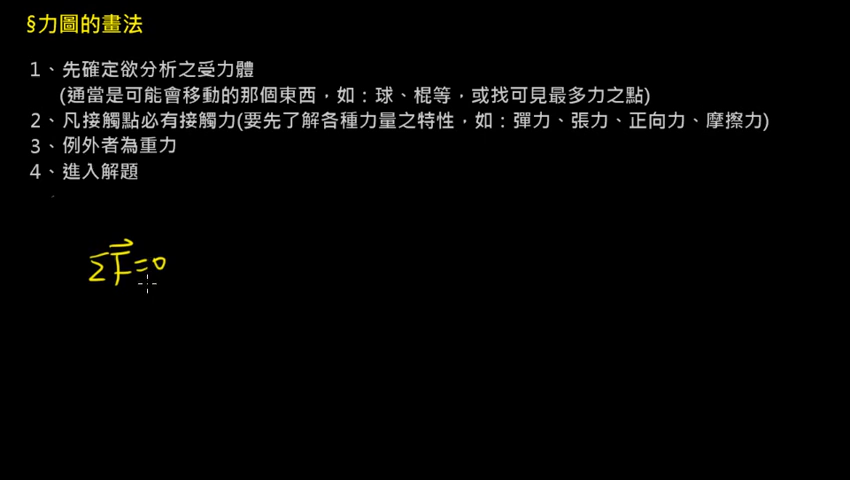 §力圖的畫法
1、先確定欲分析之受力體
(通當是可能會移動的那個東西，如：球、棍等，或找可見最多力之點)
2、凡接觸點必有接觸力(要先了解各種力量之特性，如：彈力、張力、正向力、摩擦力)
3、例外者為重力
4、進入解題
ΣF⃗=0